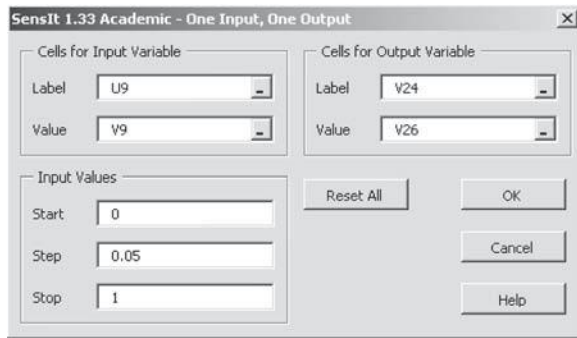 SensIt 1.33 Academic - One Input, One Output
Cells for Input Variable
Label U9
Value V9
Cells for Output Variable
Label V24
Value V26
Input Values
Start 0
Step 0.05
Stop 1
Reset All
OK
Cancel
Help